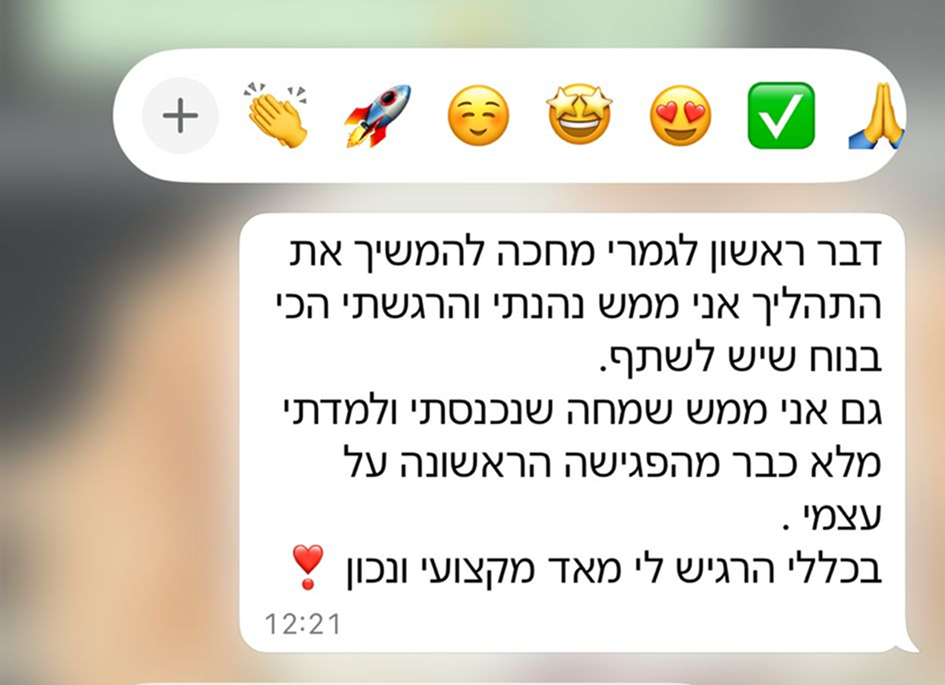 דבר ראשון לגמרי מחכה להמשיך את
התהליך אני ממש נהנתי והרגשתי הכי
בנוח שיש לשתף.
גם אני ממש שמחה שנכנסתי ולמדתי
מלא כבר מהפגישה הראשונה על
עצמי .
בכללי הרגיש לי מאד מקצועי ונכון ❣️
12:21